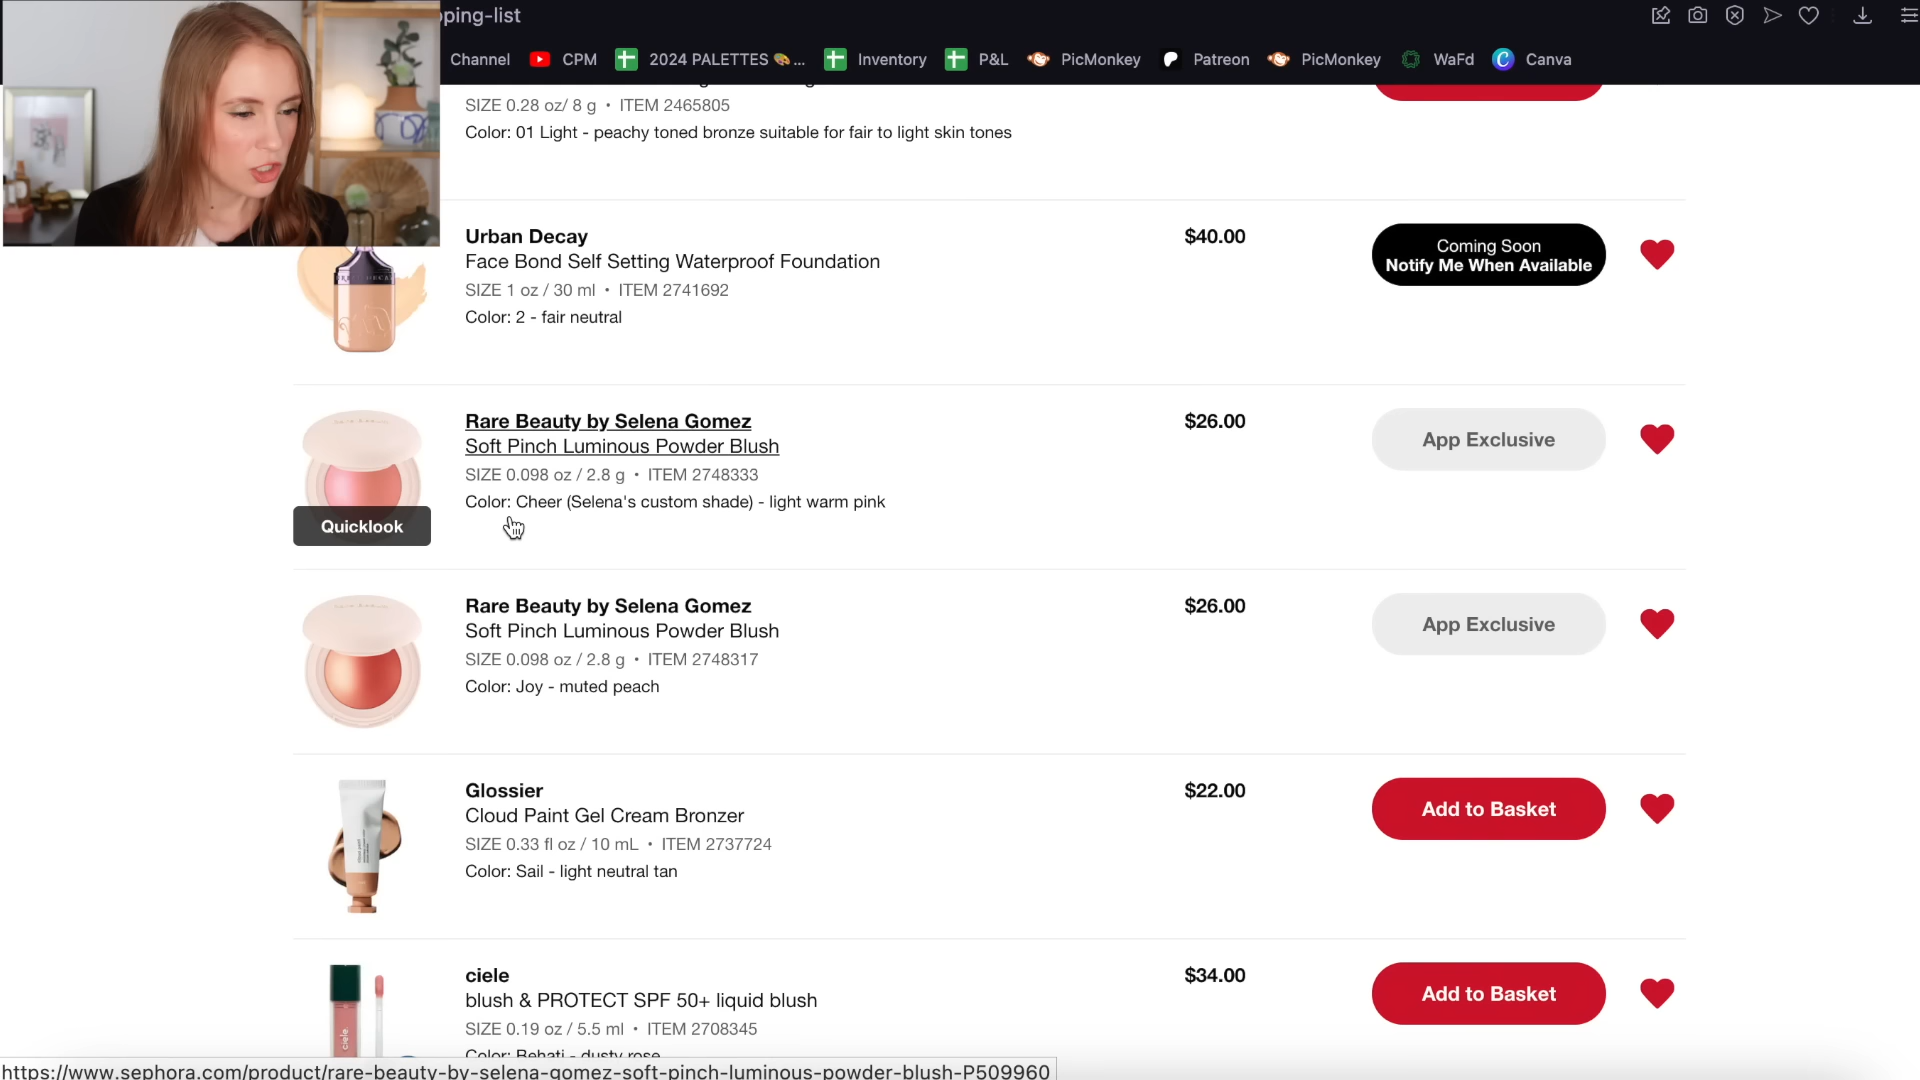 pping-list
Channel
CPM
2024 PALETTES 🎨 ...
Inventory
P&L
PicMonkey
Patreon
PicMonkey
WaFd
Canva
SIZE 0.28 oz/ 8 g • ITEM 2465805
Color: 01 Light - peachy toned bronze suitable for fair to light skin tones
Urban Decay
Face Bond Self Setting Waterproof Foundation
SIZE 1 oz / 30 ml • ITEM 2741692
Color: 2 - fair neutral
$40.00
Coming Soon
Notify Me When Available
Rare Beauty by Selena Gomez
Soft Pinch Luminous Powder Blush
SIZE 0.098 oz / 2.8 g • ITEM 2748333
Color: Cheer (Selena's custom shade) - light warm pink
Quicklook
$26.00
App Exclusive
Rare Beauty by Selena Gomez
Soft Pinch Luminous Powder Blush
SIZE 0.098 oz / 2.8 g • ITEM 2748317
Color: Joy - muted peach
$26.00
App Exclusive
Glossier
Cloud Paint Gel Cream Bronzer
SIZE 0.33 fl oz / 10 mL • ITEM 2737724
Color: Sail - light neutral tan
$22.00
Add to Basket
ciele
blush & PROTECT SPF 50+ liquid blush
SIZE 0.19 oz / 5.5 ml • ITEM 2708345
Color: Behati - dusty rose
$34.00
Add to Basket
ciele.
https://www.sephora.com/product/rare-beauty-by-selena-gomez-soft-pinch-luminous-powder-blush-P509960